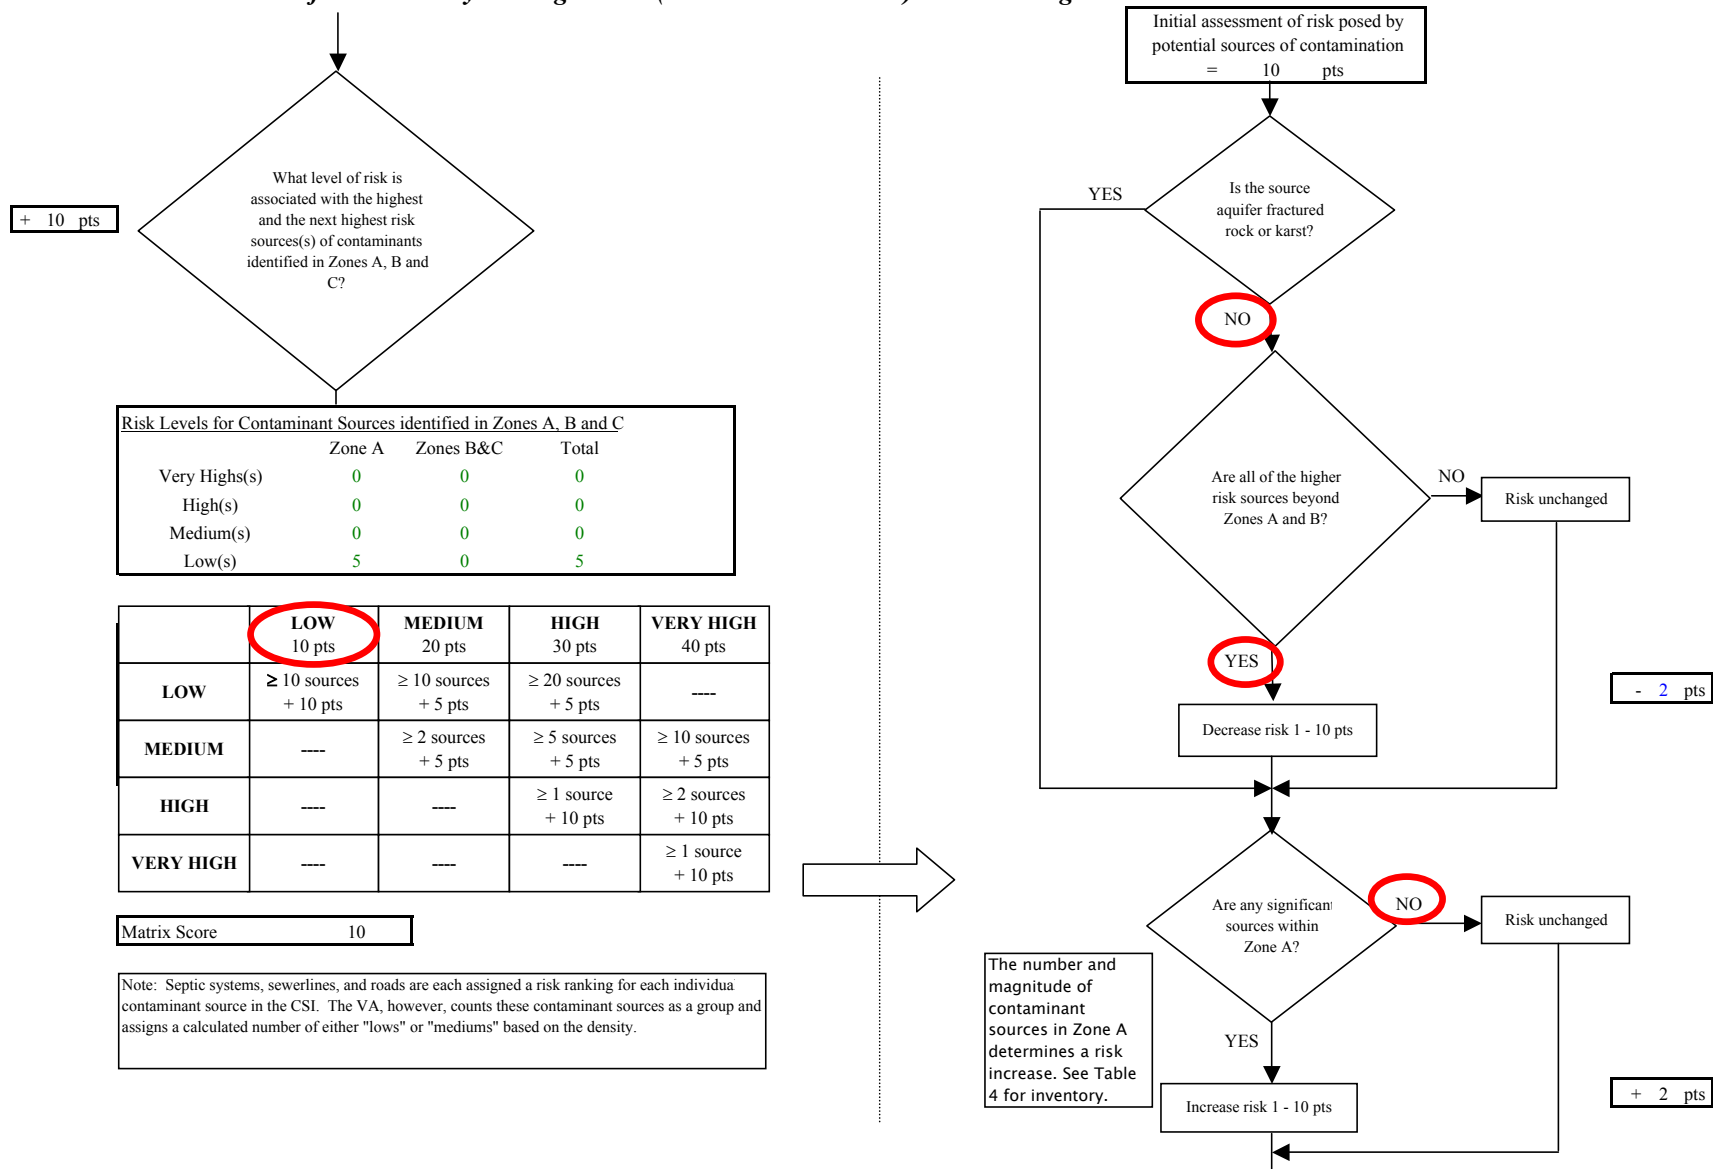 What level of risk is
associated with the highest
and the next highest risk
sources(s) of contaminants
identified in Zones A, B and
C?
+ 10 pts
Risk Levels for Contaminant Sources identified in Zones A, B and C
Zone A Zones B&C Total
Very Highs(s) 0 0 0
High(s) 0 0 0
Medium(s) 0 0 0
Low(s) 5 0 5
LOW MEDIUM HIGH VERY HIGH
10 pts 20 pts 30 pts 40 pts
LOW ≥ 10 sources + 10 pts ≥ 10 sources + 5 pts ≥ 20 sources + 5 pts ----
MEDIUM ---- ≥ 2 sources + 5 pts ≥ 5 sources + 5 pts ≥ 10 sources + 5 pts
HIGH ---- ---- ≥ 1 source + 10 pts ≥ 2 sources + 10 pts
VERY HIGH ---- ---- ---- ≥ 1 source + 10 pts
Matrix Score 10
Note: Septic systems, sewerlines, and roads are each assigned a risk ranking for each individua
contaminant source in the CSI. The VA, however, counts these contaminant sources as a group and
assigns a calculated number of either "lows" or "mediums" based on the density.
Initial assessment of risk posed by
potential sources of contamination
= 10 pts
Is the source
aquifer fractured
rock or karst?
YES
NO
Are all of the higher
risk sources beyond
Zones A and B?
NO
Risk unchanged
YES
Decrease risk 1 - 10 pts
- 2 pts
Are any significant
sources within
Zone A?
NO
Risk unchanged
The number and
magnitude of
contaminant
sources in Zone A
determines a risk
increase. See Table
4 for inventory.
YES
Increase risk 1 - 10 pts
+ 2 pts